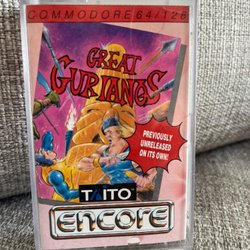 COMMODORE 64/128
GREAT
GURIANOS
PREVIOUSLY
UNRELEASED
ON ITS OWN!
TAITO
encore